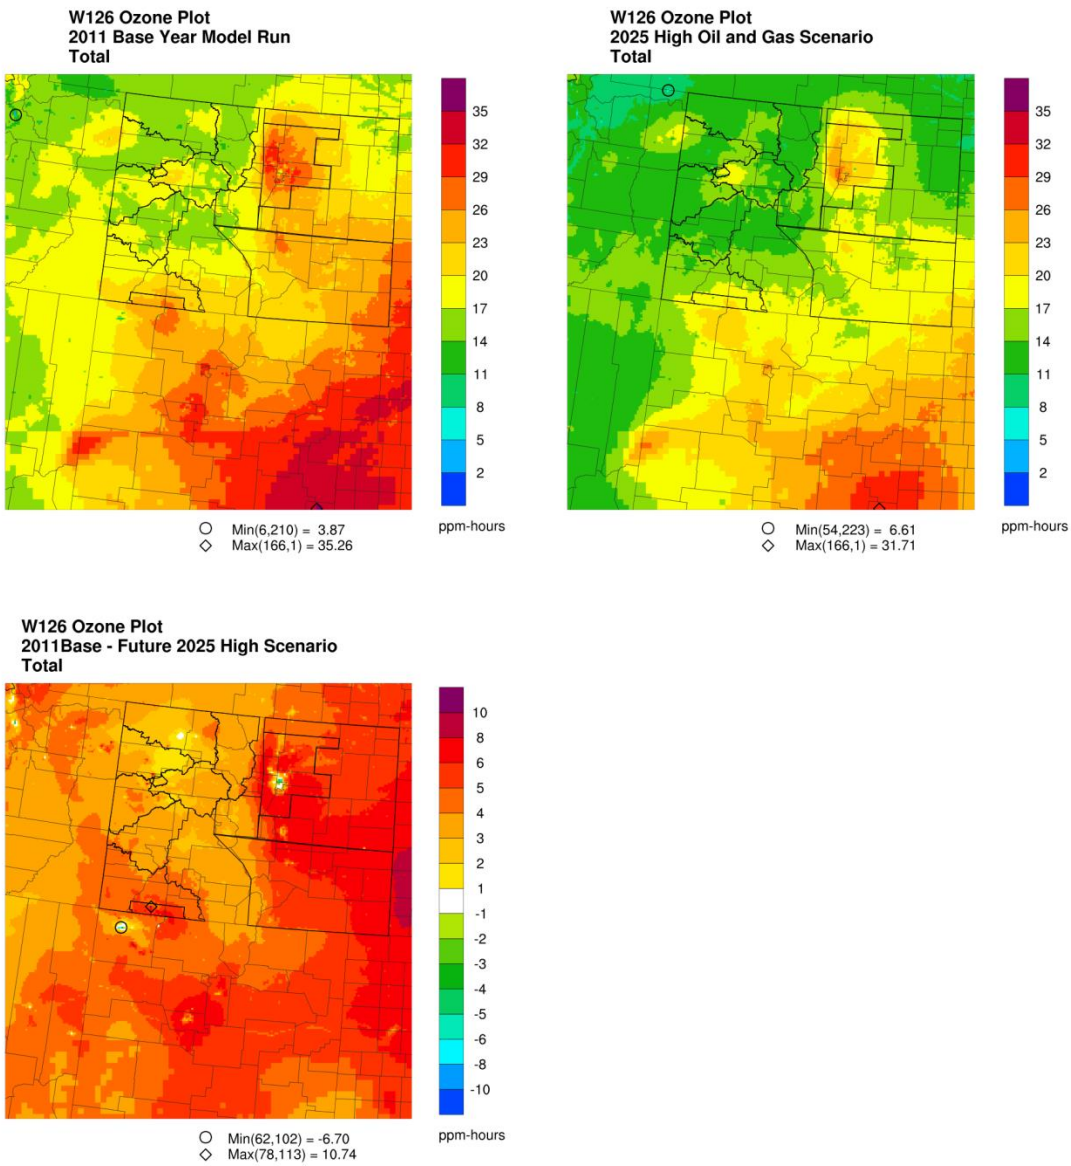 W126 Ozone Plot
2011 Base Year Model Run
Total
35
32
29
26
23
20
17
14
11
8
5
2
ppm-hours
Min(6,210) = 3.87
Max(166,1) = 35.26
W126 Ozone Plot
2025 High Oil and Gas Scenario
Total
35
32
29
26
23
20
17
14
11
8
5
2
ppm-hours
Min(54,223) = 6.61
Max(166,1) = 31.71
W126 Ozone Plot
2011Base - Future 2025 High Scenario
Total
10
8
6
5
4
3
2
1
-1
-2
-3
-4
-5
-6
-8
-10
ppm-hours
Min(62,102) = -6.70
Max(78,113) = 10.74